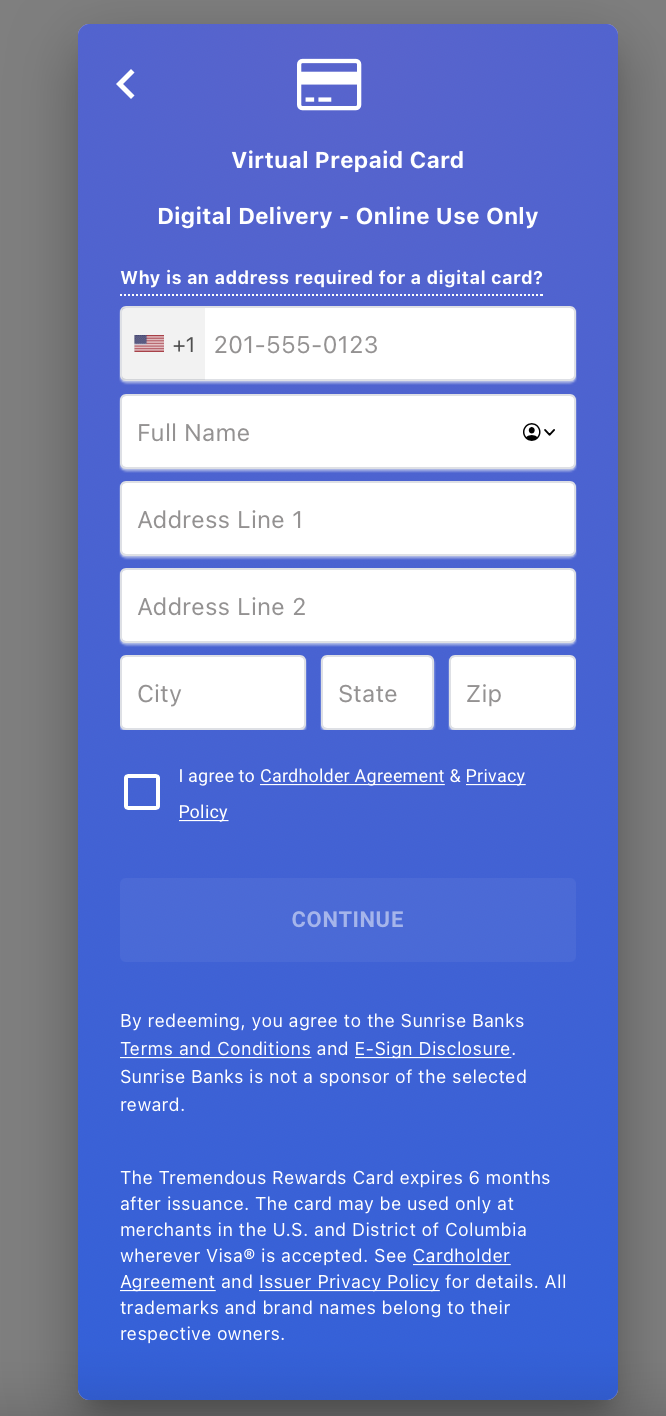 Virtual Prepaid Card
Digital Delivery - Online Use Only
Why is an address required for a digital card?
+1 201-555-0123
Full Name
Address Line 1
Address Line 2
City State Zip
I agree to Cardholder Agreement & Privacy
Policy
CONTINUE
By redeeming, you agree to the Sunrise Banks
Terms and Conditions and E-Sign Disclosure.
Sunrise Banks is not a sponsor of the selected
reward.
The Tremendous Rewards Card expires 6 months
after issuance. The card may be used only at
merchants in the U.S. and District of Columbia
wherever Visa® is accepted. See Cardholder
Agreement and Issuer Privacy Policy for details. All
trademarks and brand names belong to their
respective owners.